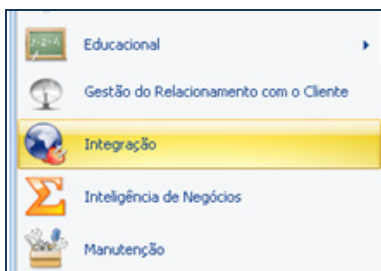 Educacional
Gestão do Relacionamento com o Cliente
Integração
Inteligência de Negócios
Manutenção